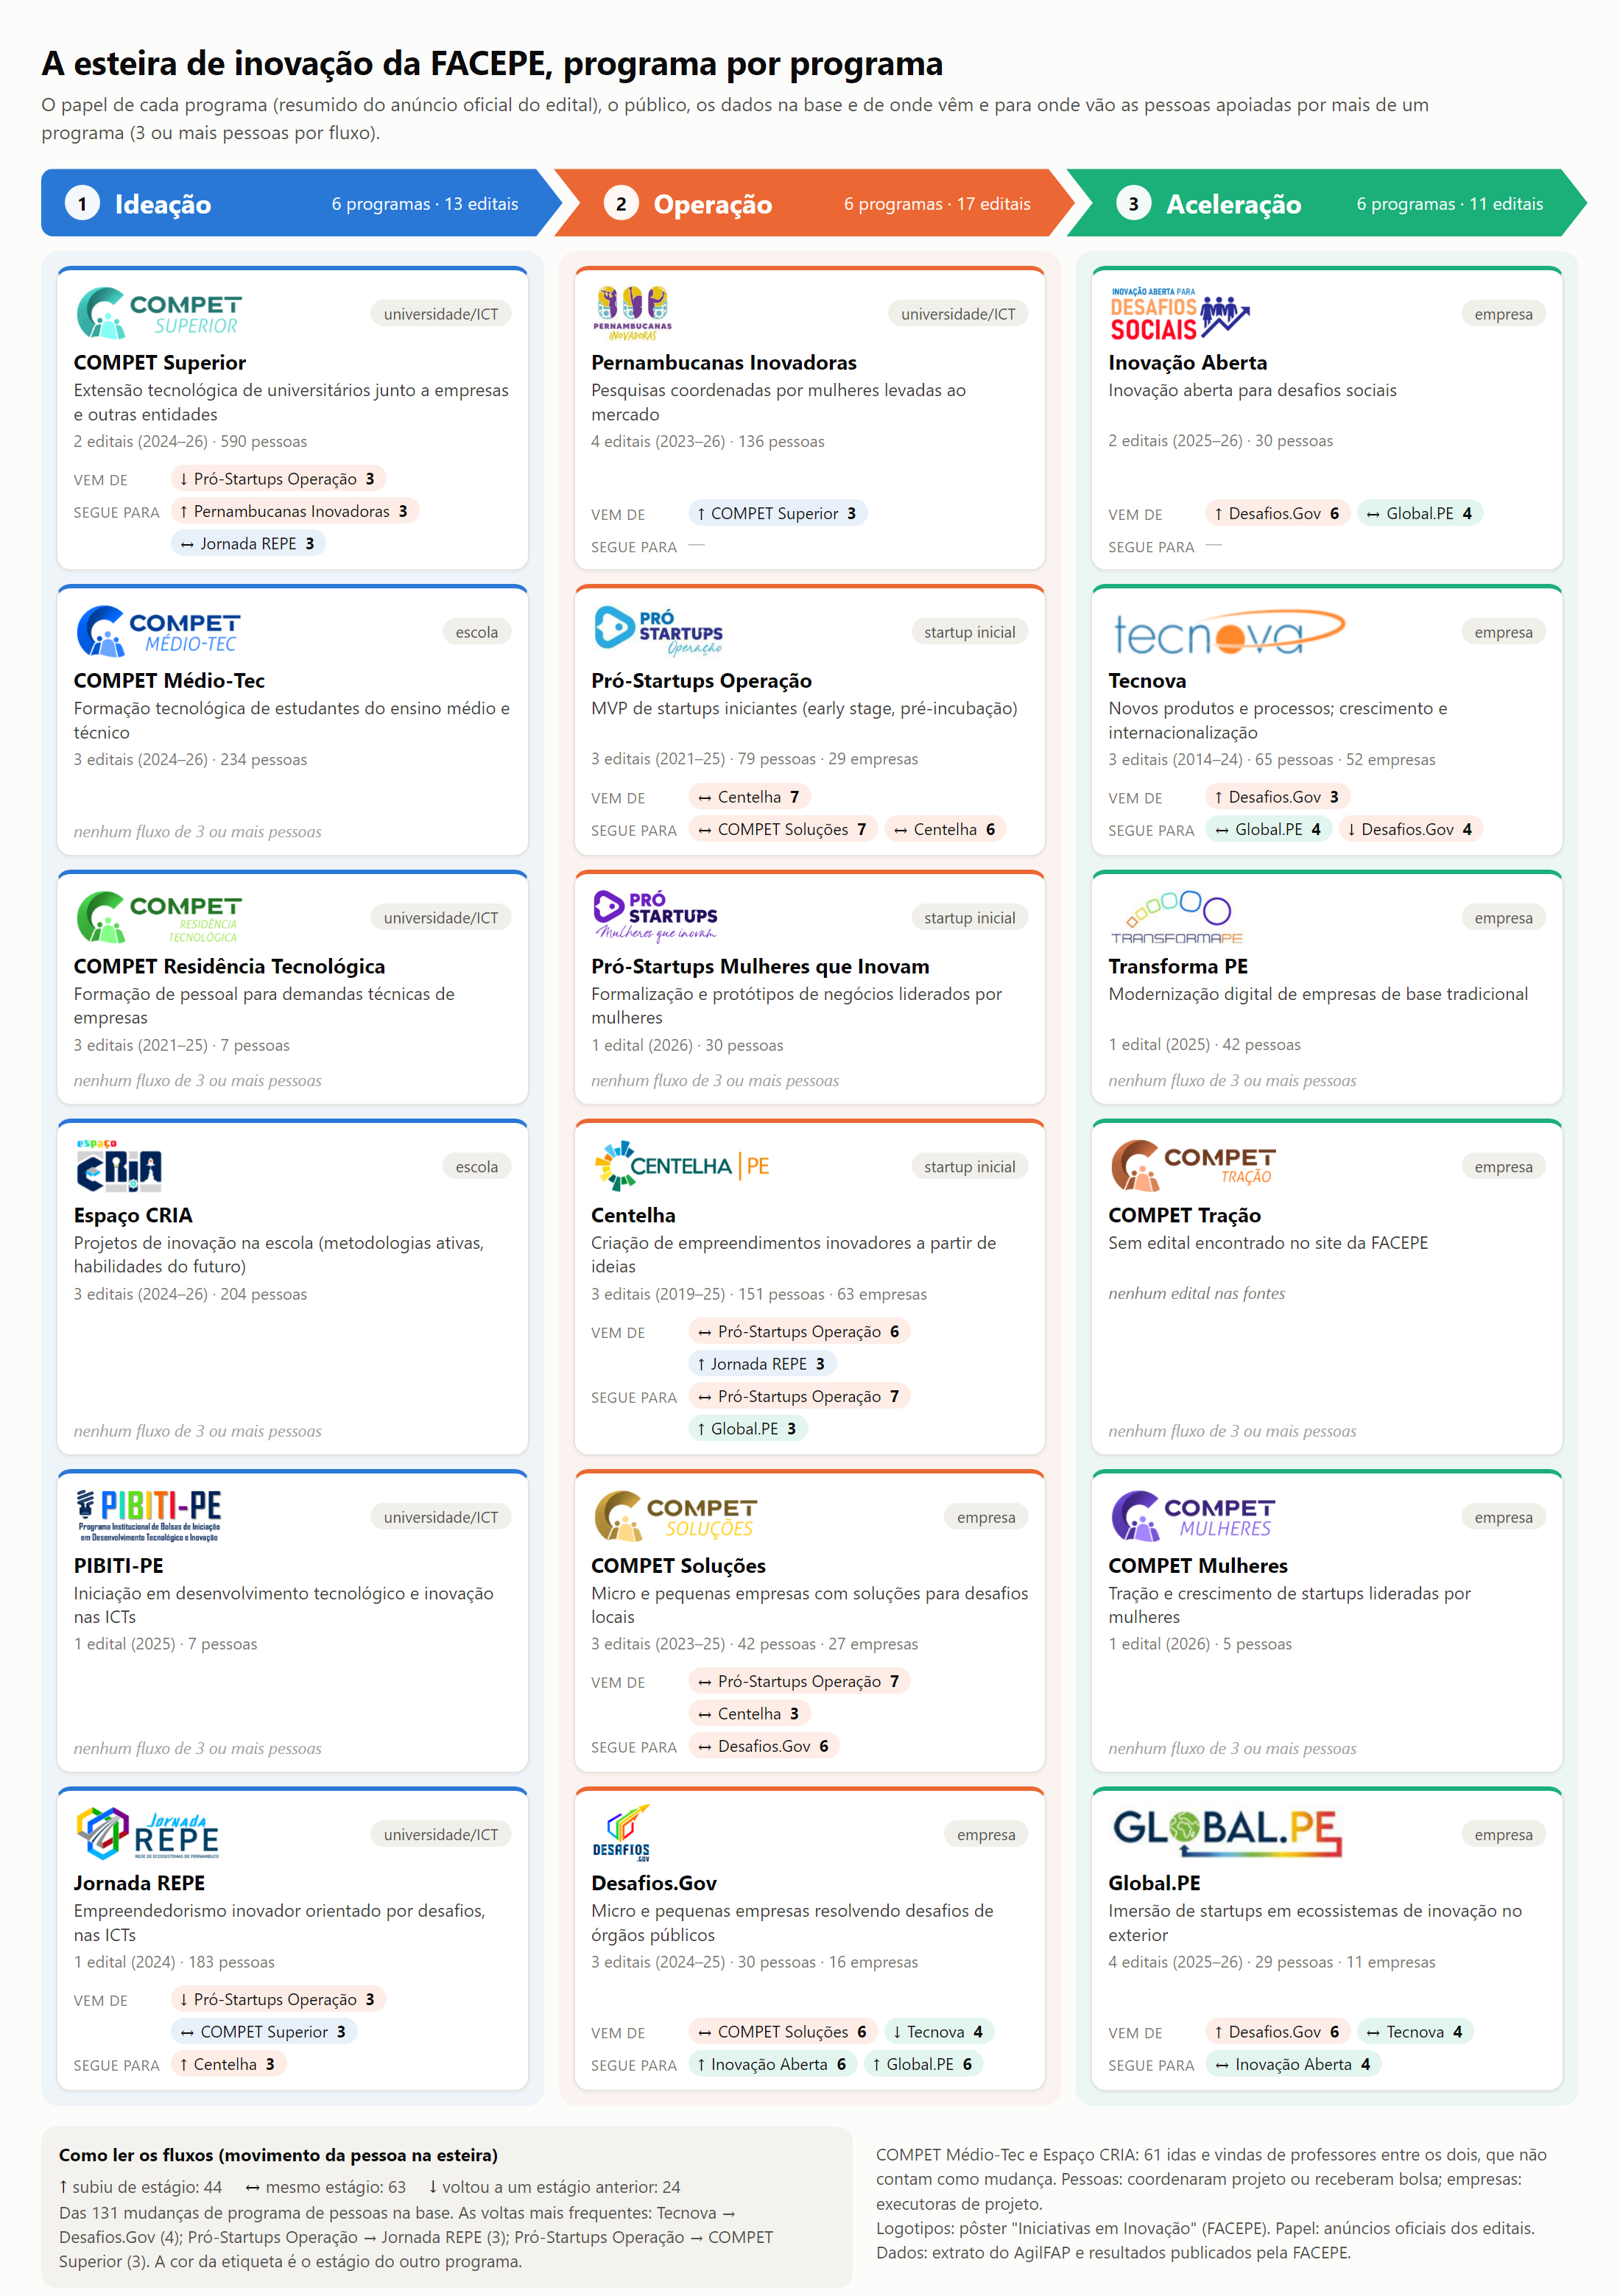 A esteira de inovação da FACEPE, programa por programa
O papel de cada programa (resumido do anúncio oficial do edital), o público, os dados na base e de onde vêm e para onde vão as pessoas apoiadas por mais de um
programa (3 ou mais pessoas por fluxo).
1 Ideação 6 programas · 13 editais
2 Operação 6 programas · 17 editais
3 Aceleração 6 programas · 11 editais
COMPET
SUPERIOR
universidade/ICT
COMPET Superior
Extensão tecnológica de universitários junto a empresas
e outras entidades
2 editais (2024–26) · 590 pessoas
VEM DE ↓ Pró-Startups Operação 3
SEGUE PARA ↑ Pernambucanas Inovadoras 3
↔ Jornada REPE 3
COMPET
MÉDIO-TEC
escola
COMPET Médio-Tec
Formação tecnológica de estudantes do ensino médio e
técnico
3 editais (2024–26) · 234 pessoas
nenhum fluxo de 3 ou mais pessoas
COMPET
RESIDÊNCIA
TECNOLÓGICA
universidade/ICT
COMPET Residência Tecnológica
Formação de pessoal para demandas técnicas de
empresas
3 editais (2021–25) · 7 pessoas
nenhum fluxo de 3 ou mais pessoas
espaço
CRIA
escola
Espaço CRIA
Projetos de inovação na escola (metodologias ativas,
habilidades do futuro)
3 editais (2024–26) · 204 pessoas
nenhum fluxo de 3 ou mais pessoas
PIBITI-PE
Programa Institucional de Bolsas de Iniciação
em Desenvolvimento Tecnológico e Inovação
universidade/ICT
PIBITI-PE
Iniciação em desenvolvimento tecnológico e inovação
nas ICTs
1 edital (2025) · 7 pessoas
nenhum fluxo de 3 ou mais pessoas
Jornada
REPE
REDE DE ECOSSISTEMAS DE PERNAMBUCO
universidade/ICT
Jornada REPE
Empreendedorismo inovador orientado por desafios,
nas ICTs
1 edital (2024) · 183 pessoas
VEM DE ↓ Pró-Startups Operação 3
↔ COMPET Superior 3
SEGUE PARA ↑ Centelha 3
PERNAMBUCANAS
INOVADORAS
universidade/ICT
Pernambucanas Inovadoras
Pesquisas coordenadas por mulheres levadas ao
mercado
4 editais (2023–26) · 136 pessoas
VEM DE ↑ COMPET Superior 3
SEGUE PARA —
PRÓ
STARTUPS
Operação
startup inicial
Pró-Startups Operação
MVP de startups iniciantes (early stage, pré-incubação)
3 editais (2021–25) · 79 pessoas · 29 empresas
VEM DE ↔ Centelha 7
SEGUE PARA ↔ COMPET Soluções 7 ↔ Centelha 6
PRÓ
STARTUPS
Mulheres que inovam
startup inicial
Pró-Startups Mulheres que Inovam
Formalização e protótipos de negócios liderados por
mulheres
1 edital (2026) · 30 pessoas
nenhum fluxo de 3 ou mais pessoas
CENTELHA | PE
startup inicial
Centelha
Criação de empreendimentos inovadores a partir de
ideias
3 editais (2019–25) · 151 pessoas · 63 empresas
VEM DE ↔ Pró-Startups Operação 6
↑ Jornada REPE 3
SEGUE PARA ↔ Pró-Startups Operação 7
↑ Global.PE 3
COMPET
SOLUÇÕES
empresa
COMPET Soluções
Micro e pequenas empresas com soluções para desafios
locais
3 editais (2023–25) · 42 pessoas · 27 empresas
VEM DE ↔ Pró-Startups Operação 7
↔ Centelha 3
SEGUE PARA ↔ Desafios.Gov 6
DESAFIOS
.GOV
empresa
Desafios.Gov
Micro e pequenas empresas resolvendo desafios de
órgãos públicos
3 editais (2024–25) · 30 pessoas · 16 empresas
VEM DE ↔ COMPET Soluções 6 ↓ Tecnova 4
SEGUE PARA ↑ Inovação Aberta 6 ↑ Global.PE 6
INOVAÇÃO ABERTA PARA
DESAFIOS
SOCIAIS
empresa
Inovação Aberta
Inovação aberta para desafios sociais
2 editais (2025–26) · 30 pessoas
VEM DE ↑ Desafios.Gov 6 ↔ Global.PE 4
SEGUE PARA —
tecnova
empresa
Tecnova
Novos produtos e processos; crescimento e
internacionalização
3 editais (2014–24) · 65 pessoas · 52 empresas
VEM DE ↑ Desafios.Gov 3
SEGUE PARA ↔ Global.PE 4 ↓ Desafios.Gov 4
TRANSFORMAPE
empresa
Transforma PE
Modernização digital de empresas de base tradicional
1 edital (2025) · 42 pessoas
nenhum fluxo de 3 ou mais pessoas
COMPET
TRAÇÃO
empresa
COMPET Tração
Sem edital encontrado no site da FACEPE
nenhum edital nas fontes
nenhum fluxo de 3 ou mais pessoas
COMPET
MULHERES
empresa
COMPET Mulheres
Tração e crescimento de startups lideradas por
mulheres
1 edital (2026) · 5 pessoas
nenhum fluxo de 3 ou mais pessoas
GLOBAL.PE
empresa
Global.PE
Imersão de startups em ecossistemas de inovação no
exterior
4 editais (2025–26) · 29 pessoas · 11 empresas
VEM DE ↑ Desafios.Gov 6 ↔ Tecnova 4
SEGUE PARA ↔ Inovação Aberta 4
Como ler os fluxos (movimento da pessoa na esteira)
↑ subiu de estágio: 44 ↔ mesmo estágio: 63 ↓ voltou a um estágio anterior: 24
Das 131 mudanças de programa de pessoas na base. As voltas mais frequentes: Tecnova →
Desafios.Gov (4); Pró-Startups Operação → Jornada REPE (3); Pró-Startups Operação → COMPET
Superior (3). A cor da etiqueta é o estágio do outro programa.
COMPET Médio-Tec e Espaço CRIA: 61 idas e vindas de professores entre os dois, que não
contam como mudança. Pessoas: coordenaram projeto ou receberam bolsa; empresas:
executoras de projeto.
Logotipos: pôster "Iniciativas em Inovação" (FACEPE). Papel: anúncios oficiais dos editais.
Dados: extrato do AgilFAP e resultados publicados pela FACEPE.